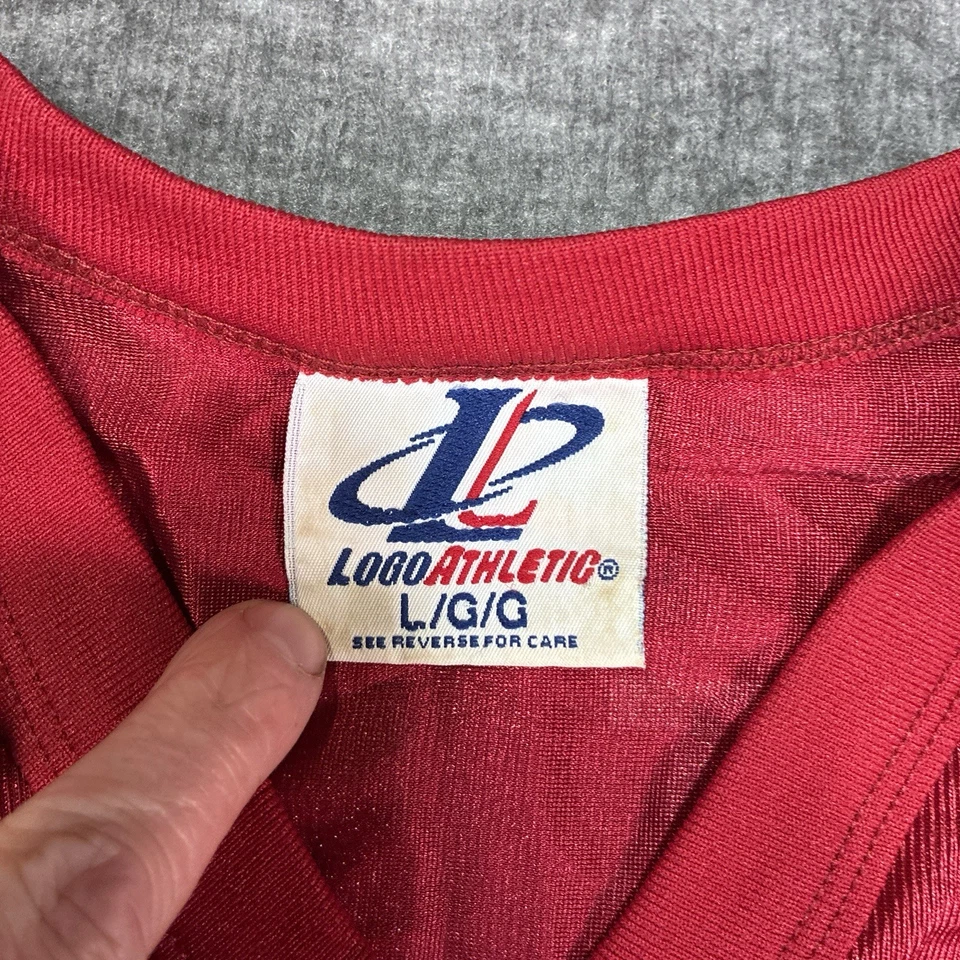 L
LOGOATHLETIC®
L/G/G
SEE REVERSE FOR CARE